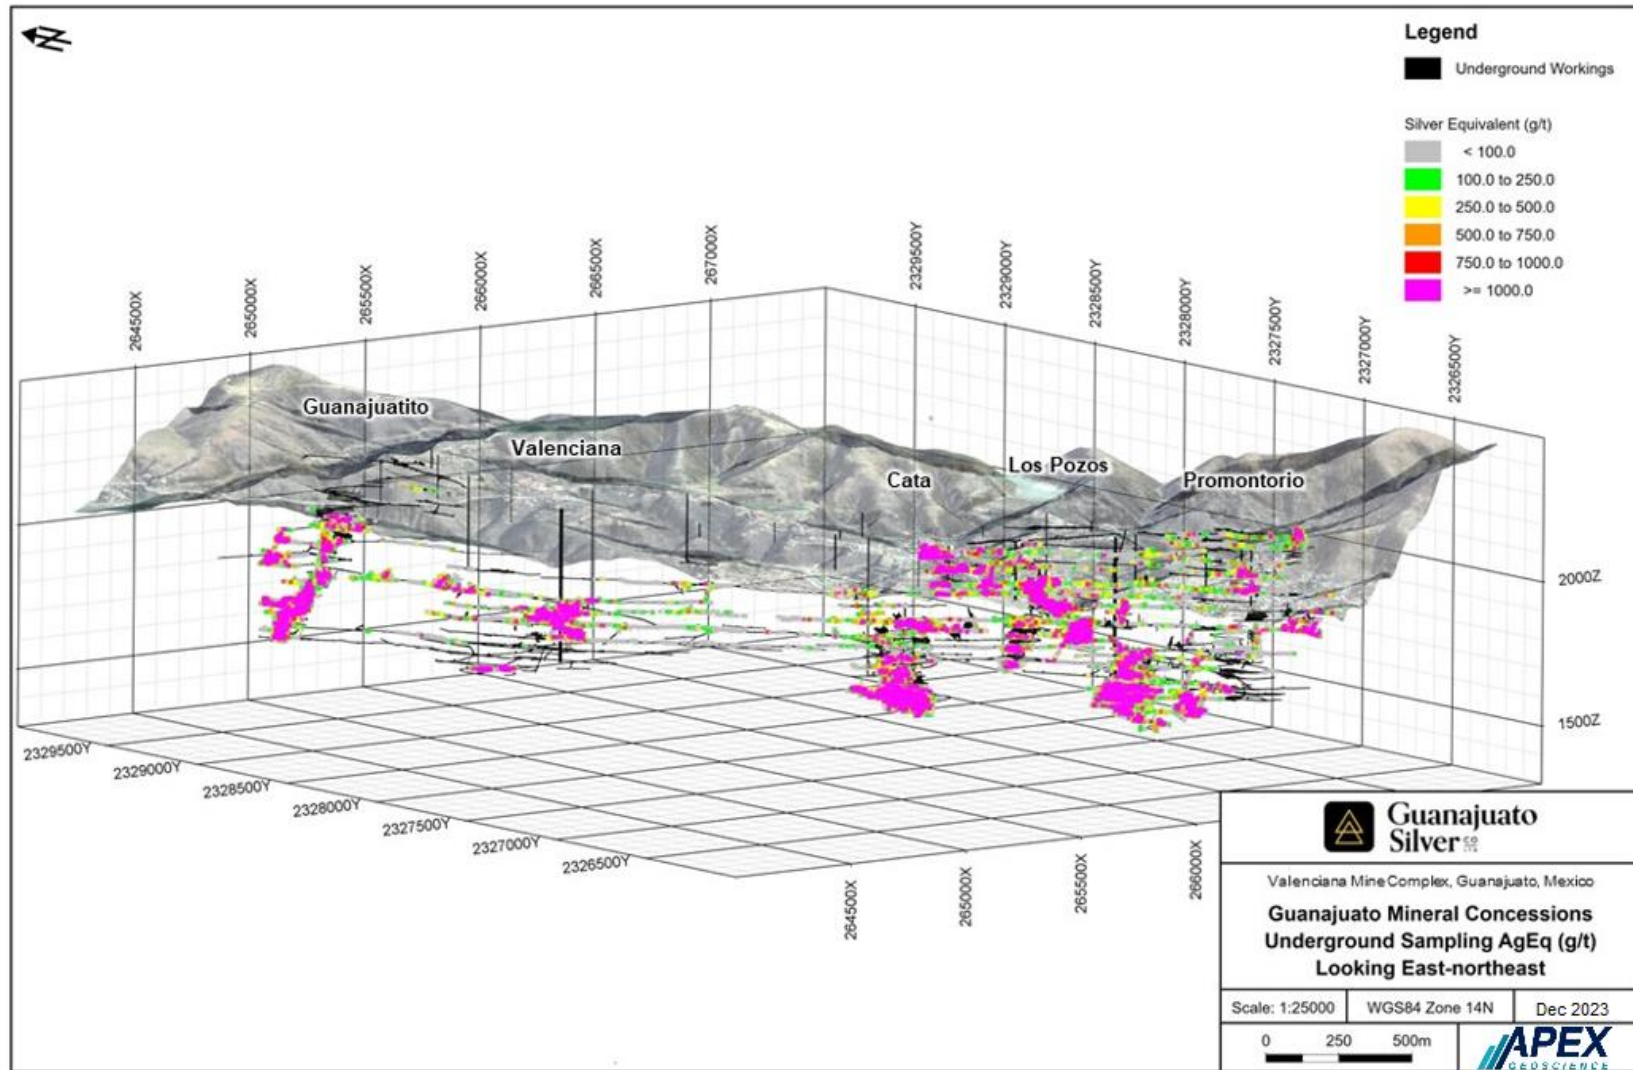 N
Legend
Underground Workings
Silver Equivalent (g/t)
< 100.0
100.0 to 250.0
250.0 to 500.0
500.0 to 750.0
750.0 to 1000.0
>= 1000.0
264500X
265000X
265500X
266000X
266500X
267000X
2329500Y
2329000Y
2328500Y
2328000Y
2327500Y
2327000Y
2326500Y
Guanajuatito
Valenciana
Cata
Los Pozos
Promontorio
2000Z
1500Z
2329500Y
2329000Y
2328500Y
2328000Y
2327500Y
2327000Y
2326500Y
264500X
265000X
265500X
266000X
Guanajuato
Silver CO LTD
Valenciana Mine Complex, Guanajuato, Mexico
Guanajuato Mineral Concessions
Underground Sampling AgEq (g/t)
Looking East-northeast
Scale: 1:25000
WGS84 Zone 14N
Dec 2023
0 250 500m
APEX
GEOSCIENCE